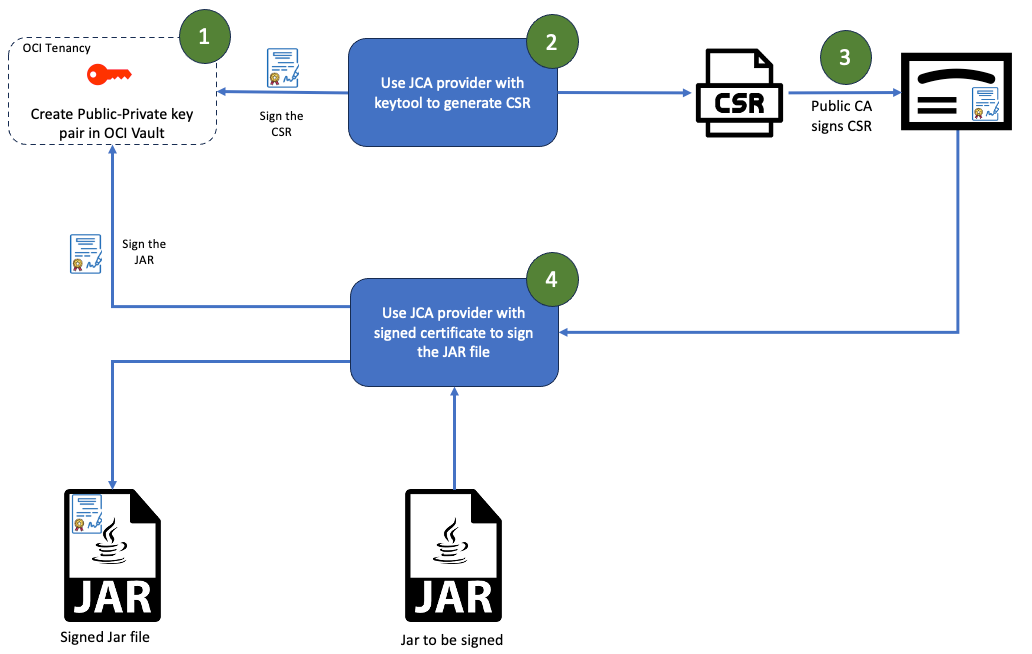 OCI Tenancy
1
Create Public-Private key
pair in OCI Vault
Sign the
CSR
2
Use JCA provider with
keytool to generate CSR
CSR
3
Public CA
signs CSR
Sign the
JAR
4
Use JCA provider with
signed certificate to sign
the JAR file
JAR
Signed Jar file
JAR
Jar to be signed